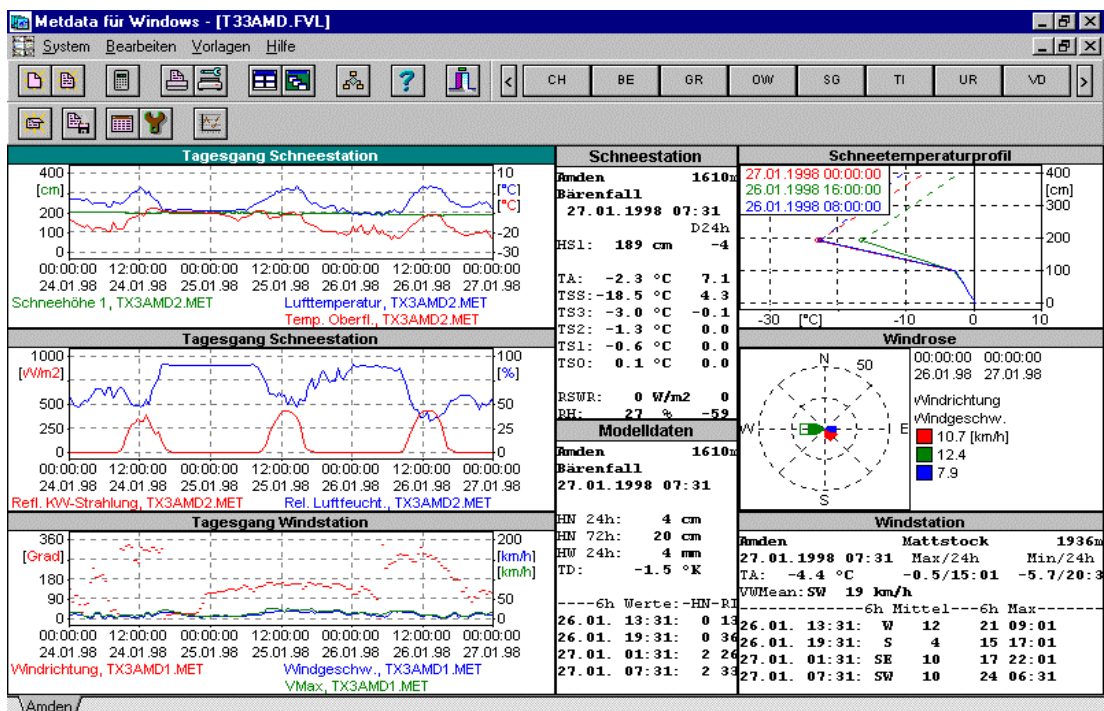 Metdata für Windows - [T33AMD.FVL]
System Bearbeiten Vorlagen Hilfe
< CH BE GR OW SG TI UR VD >
Tagesgang Schneestation
400 10
[cm] [°C]
200 [°C]
100 -20
0 -30
00:00:00 12:00:00 00:00:00 12:00:00 00:00:00 12:00:00 00:00:00
24.01.98 24.01.98 25.01.98 25.01.98 26.01.98 26.01.98 27.01.98
Schneehöhe 1, TX3AMD2.MET Lufttemperatur, TX3AMD2.MET
Temp. Oberfl., TX3AMD2.MET
Tagesgang Schneestation
1000 100
[W/m2] [%]
500 50
250 25
0 0
00:00:00 12:00:00 00:00:00 12:00:00 00:00:00 12:00:00 00:00:00
24.01.98 24.01.98 25.01.98 25.01.98 26.01.98 26.01.98 27.01.98
Refl. KW-Strahlung, TX3AMD2.MET Rel. Luftfeucht., TX3AMD2.MET
Tagesgang Windstation
360 200
[Grad] [km/h]
180 [km/h]
90 50
0 0
00:00:00 12:00:00 00:00:00 12:00:00 00:00:00 12:00:00 00:00:00
24.01.98 24.01.98 25.01.98 25.01.98 26.01.98 26.01.98 27.01.98
Windrichtung, TX3AMD1.MET Windgeschw., TX3AMD1.MET
VMax, TX3AMD1.MET
Schneestation
Amden 1610m
Bärenfall
27.01.1998 07:31
D24h
HS1: 189 cm -4
TA: -2.3 °C 7.1
TSS: -18.5 °C 4.3
TS3: -3.0 °C -0.1
TS2: -1.3 °C 0.0
TS1: -0.6 °C 0.0
TS0: 0.1 °C 0.0
RSWR: 0 W/m2 0
RH: 27 % -59
Modelldaten
Amden 1610m
Bärenfall
27.01.1998 07:31
HN 24h: 4 cm
HN 72h: 20 cm
HW 24h: 4 mm
TD: -1.5 °K
----6h Werte:-HN-RI
26.01. 13:31: 0 13
26.01. 19:31: 0 36
27.01. 01:31: 2 26
27.01. 07:31: 2 33
Schneetemperaturprofil
27.01.1998 00:00:00
26.01.1998 16:00:00
26.01.1998 08:00:00
400
[cm]
300
200
100
0
-30 [°C] -10 0 10
Windrose
N 50
W E
S
00:00:00 00:00:00
26.01.98 27.01.98
Windrichtung
Windgeschw.
10.7 [km/h]
12.4
7.9
Windstation
Amden Mattstock 1936m
27.01.1998 07:31 Max/24h Min/24h
TA: -4.4 °C -0.5/15:01 -5.7/20:3
VWMean: SW 19 km/h
------------6h Mittel---6h Max------
26.01. 13:31: W 12 21 09:01
26.01. 19:31: S 4 15 17:01
27.01. 01:31: SE 10 17 22:01
27.01. 07:31: SW 10 24 06:31
Amden